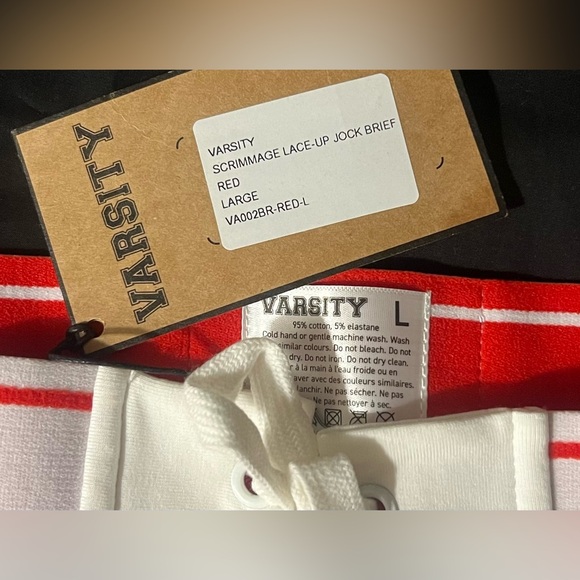 VARSITY
VARSITY
SCRIMMAGE LACE-UP JOCK BRIEF
RED
LARGE
VA002BR-RED-L
VARSITY L
95% cotton, 5% elastane
Cold hand or gentle machine wash. Wash
similar colours. Do not bleach. Do not
dry. Do not iron. Do not dry clean.
à la main à l'eau froide ou en
laver avec des couleurs similaires.
blanchir. Ne pas sécher. Ne pas
Ne pas nettoyer à sec.